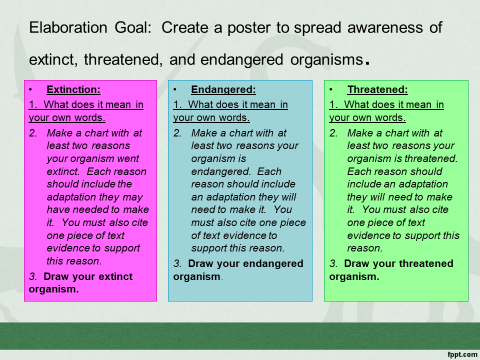 Elaboration Goal:  Create a poster to spread awareness of
extinct, threatened, and endangered organisms.
• Extinction:
1. What does it mean in
your own words.
2. Make a chart with at
least two reasons
your organism went
extinct. Each reason
should include the
adaptation they may
have needed to make
it. You must also cite
one piece of text
evidence to support
this reason.
3. Draw your extinct
organism.
• Endangered:
1. What does it mean in
your own words.
2. Make a chart with at
least two reasons your
organism is
endangered. Each
reason should include
an adaptation they will
need to make it. You
must also cite one piece
of text evidence to
support this reason.
3. Draw your endangered
organism.
• Threatened:
1. What does it mean in
your own words.
2. Make a chart with at
least two reasons your
organism is threatened.
Each reason should
include an adaptation
they will need to make
it. You must also cite
one piece of text
evidence to support this
reason.
3. Draw your threatened
organism.
fppt.com